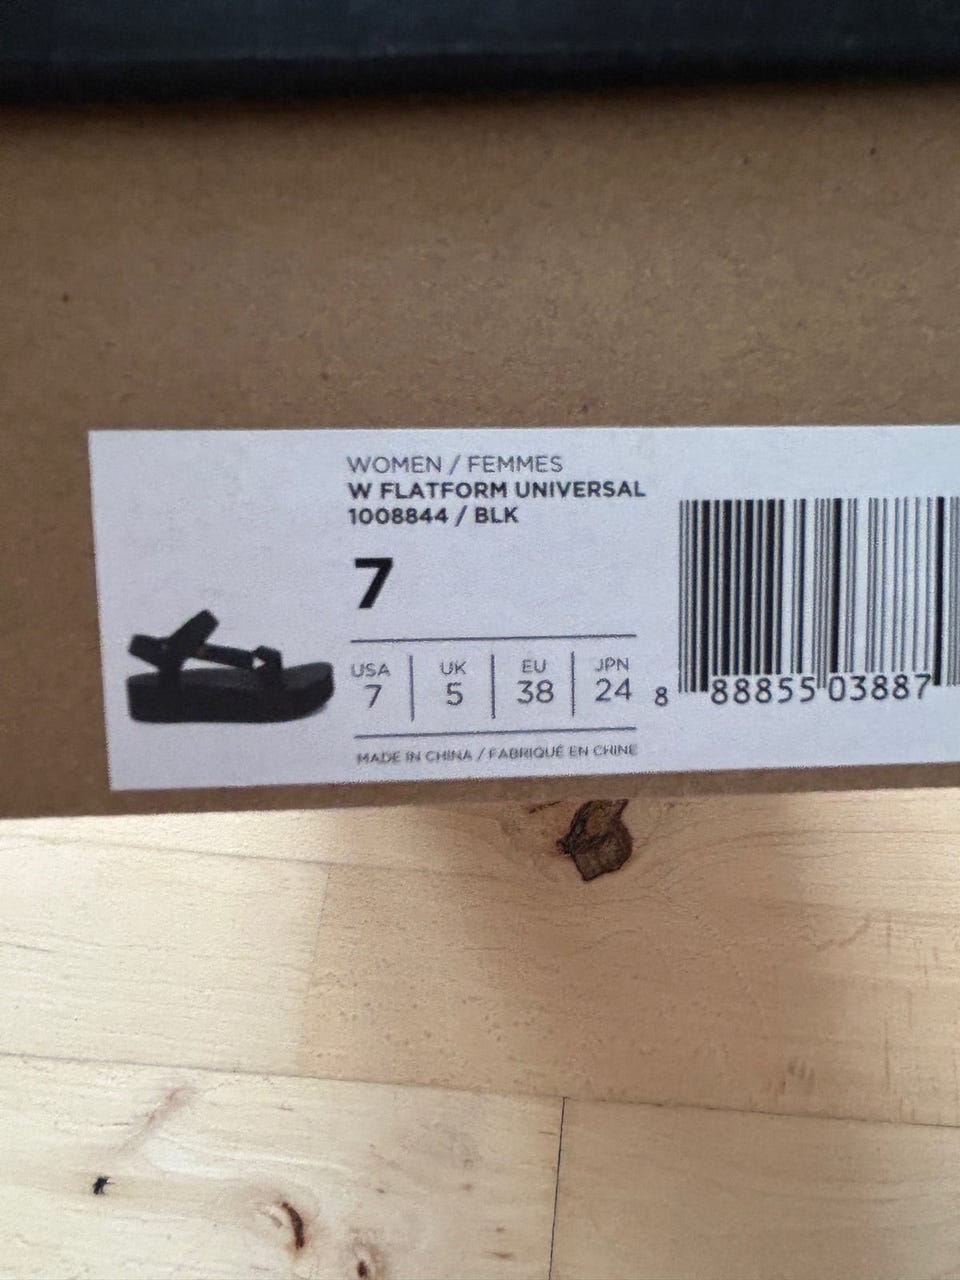 WOMEN / FEMMES
W FLATFORM UNIVERSAL
1008844 / BLK
7
USA UK EU JPN
7 5 38 24
MADE IN CHINA / FABRIQUÉ EN CHINE
8 88855 03887